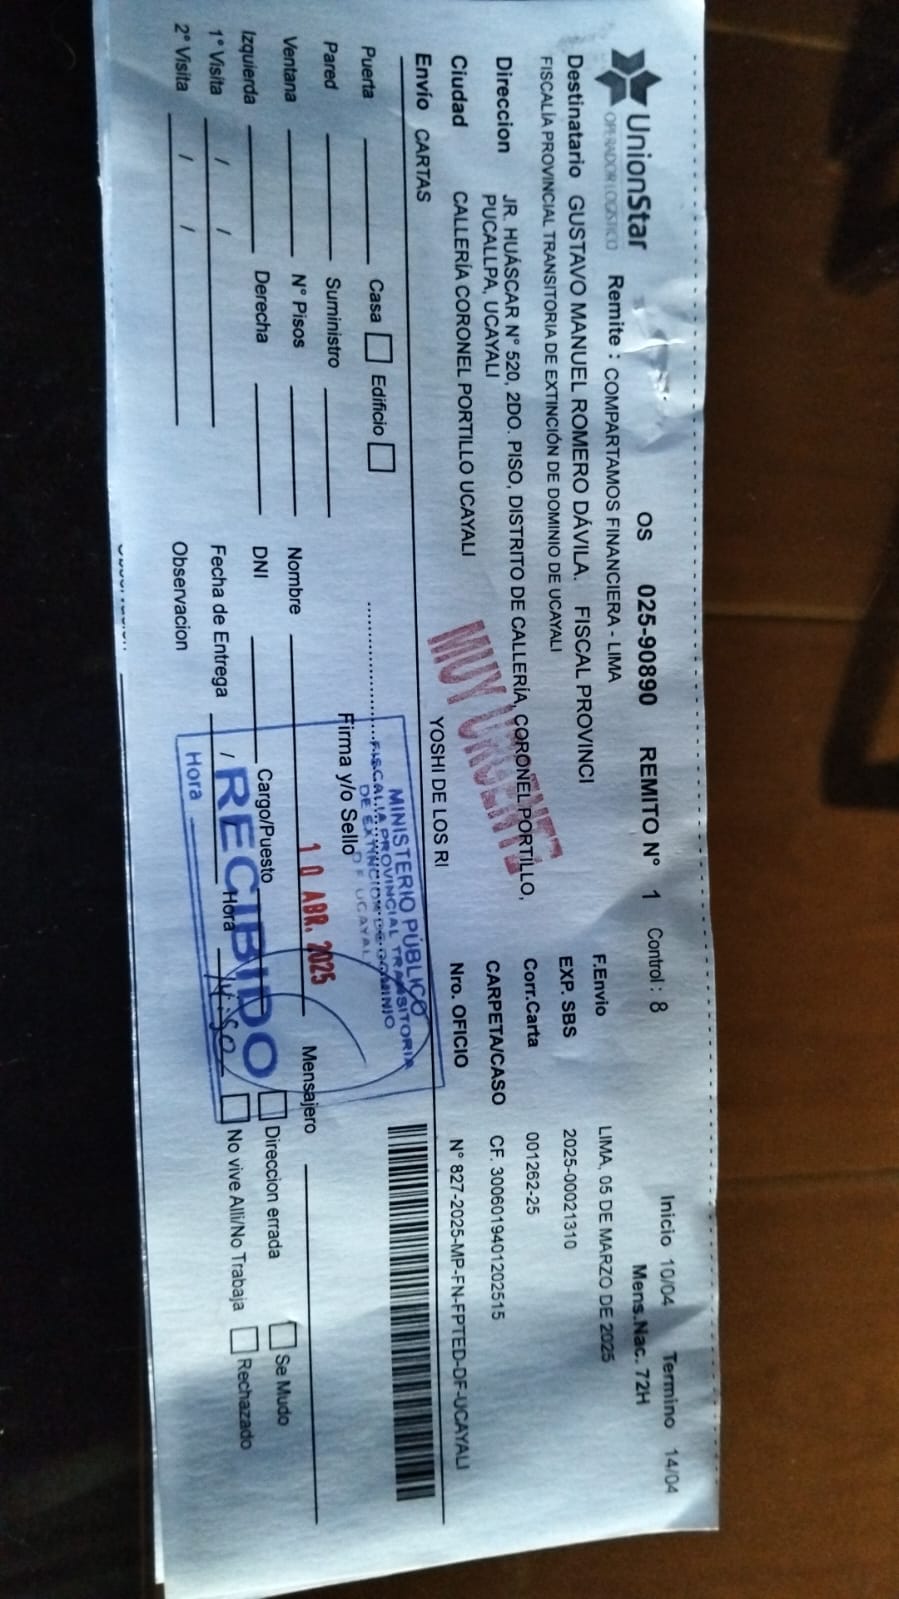 UnionStar
OPERADOR LOGISTICO
OS 025-90890 REMITO N° 1 Control : 8
Inicio 10/04 Termino 14/04
Mens.Nac. 72H
Remite : COMPARTAMOS FINANCIERA - LIMA
Destinatario GUSTAVO MANUEL ROMERO DÁVILA. FISCAL PROVINCI
FISCALÍA PROVINCIAL TRANSITORIA DE EXTINCIÓN DE DOMINIO DE UCAYALI
Direccion JR. HUÁSCAR N° 520, 2DO. PISO, DISTRITO DE CALLERÍA, CORONEL PORTILLO,
PUCALLPA, UCAYALI
Ciudad CALLERÍA CORONEL PORTILLO UCAYALI
F.Envio LIMA, 05 DE MARZO DE 2025
EXP. SBS 2025-00021310
Corr.Carta 001262-25
CARPETA/CASO CF. 3006019401202515
Nro. OFICIO N° 827-2025-MP-FN-FPTED-DF-UCAYALI
MUY URGENTE
Envío CARTAS
YOSHI DE LOS RI
Puerta Casa Edificio
Pared Suministro
Ventana N° Pisos
Izquierda Derecha
1° Visita / /
2° Visita / /
MINISTERIO PÚBLICO
FISCALIA PROVINCIAL TRANSITORIA
DE EXTINCION DE DOMINIO
DE UCAYALI
Firma y/o Sello
10 ABR. 2025
RECIBIDO
Hora
Nombre Mensajero
DNI Cargo/Puesto Direccion errada Se Mudo
Fecha de Entrega / Hora 14:50 No vive Alli/No Trabaja Rechazado
Observacion